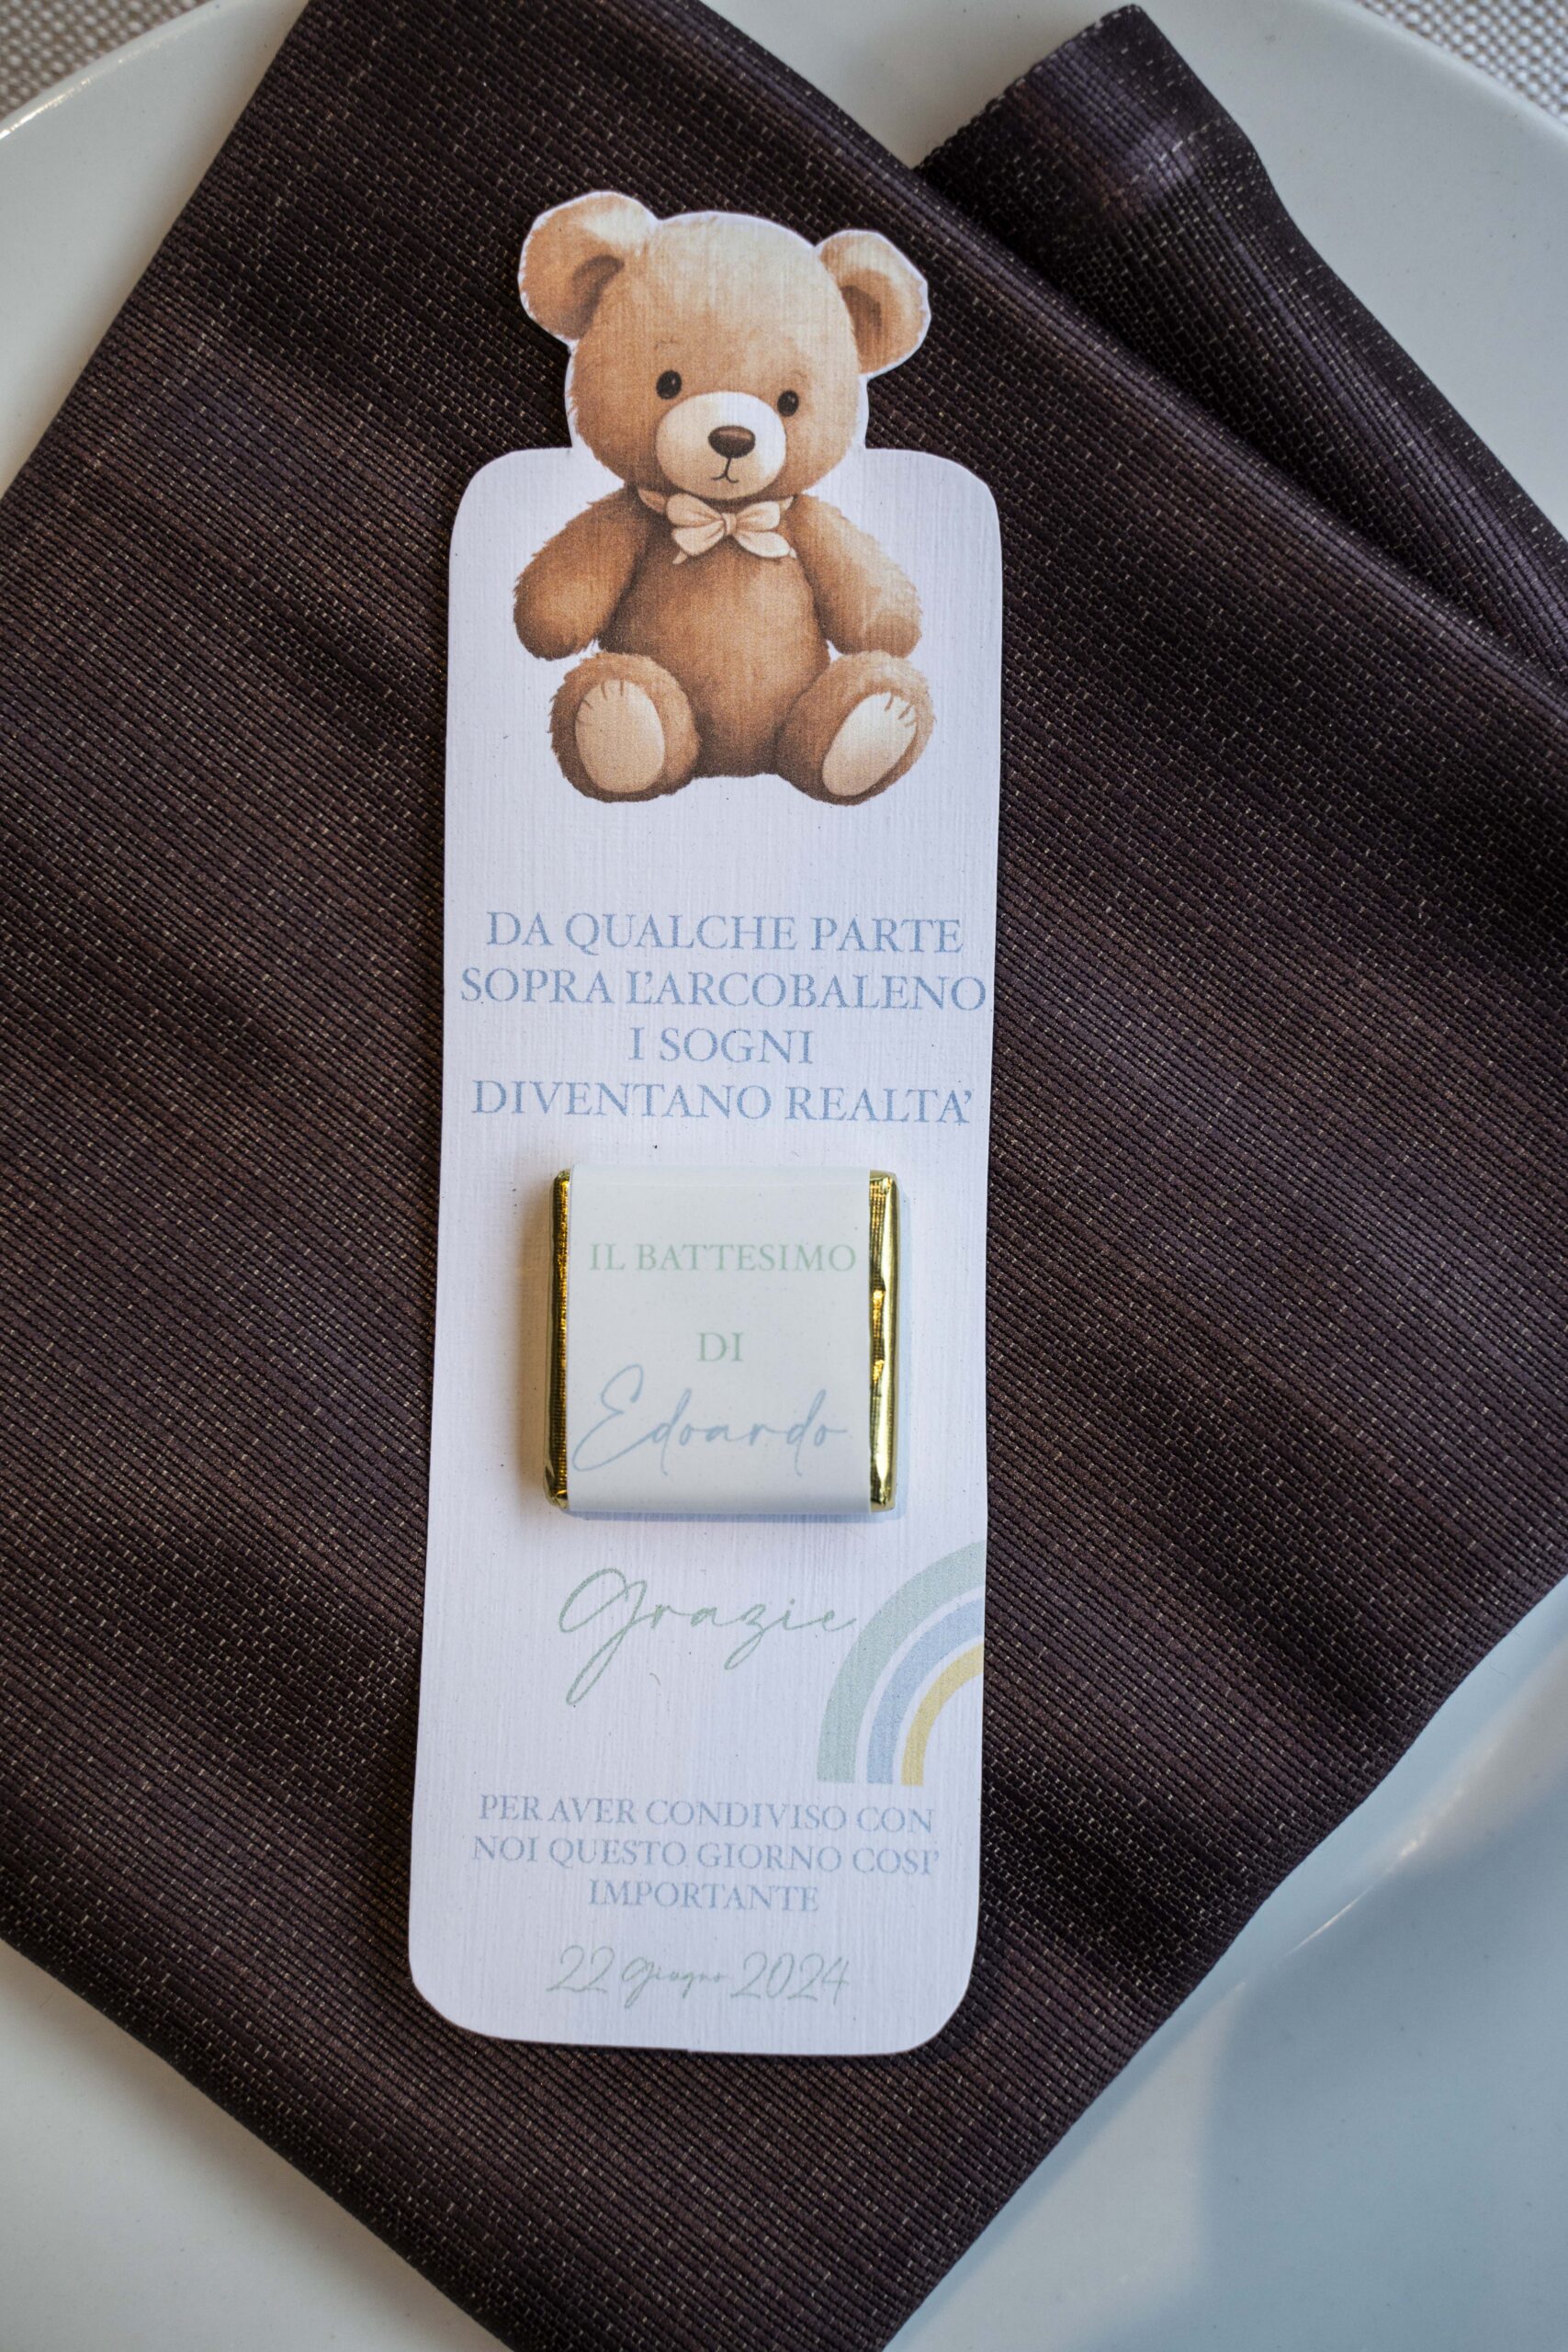 DA QUALCHE PARTE
SOPRA L'ARCOBALENO
I SOGNI
DIVENTANO REALTA'
IL BATTESIMO
DI
Edoardo
Grazie
PER AVER CONDIVISO CON
NOI QUESTO GIORNO COSI'
IMPORTANTE
22 Giugno 2024